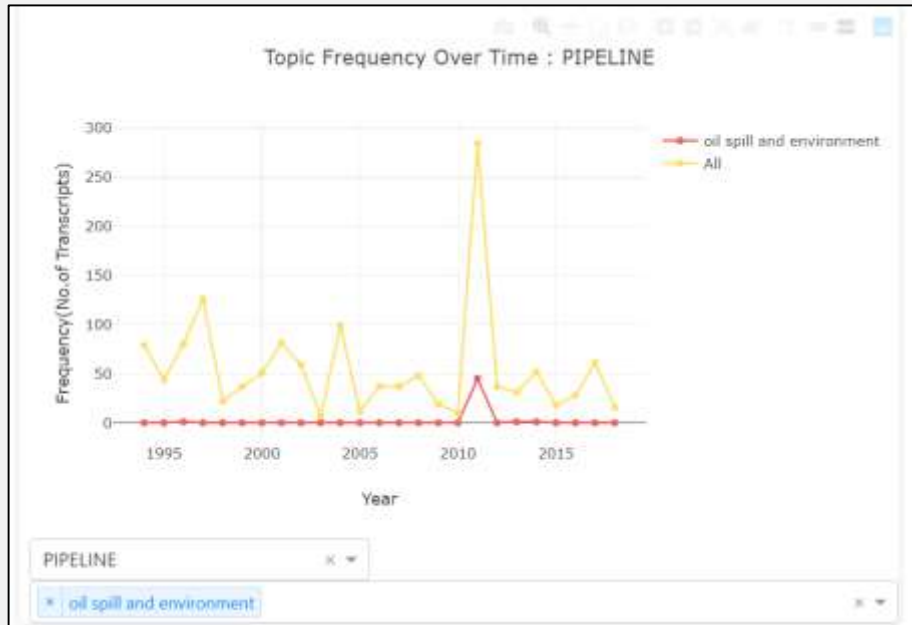 Topic Frequency Over Time : PIPELINE
300
250
200
150
100
50
0
Frequency(No.of Transcripts)
1995
2000
2005
2010
2015
Year
oil spill and environment
All
PIPELINE × ▾
× oil spill and environment × ▾